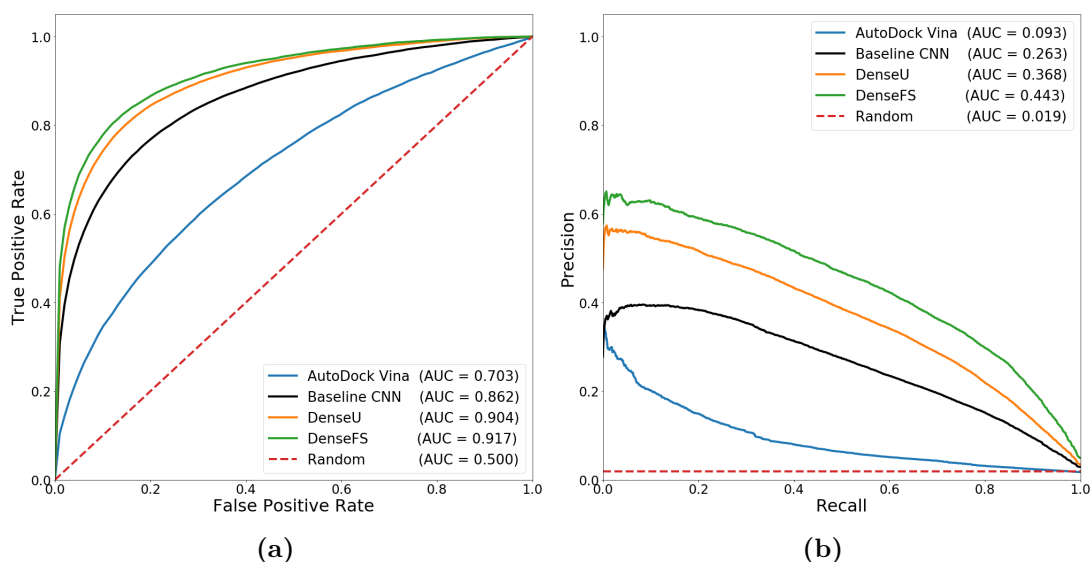 1.0
0.8
0.6
0.4
0.2
0.0
True Positive Rate
0.0 0.2 0.4 0.6 0.8 1.0
False Positive Rate
AutoDock Vina (AUC = 0.703)
Baseline CNN (AUC = 0.862)
DenseU (AUC = 0.904)
DenseFS (AUC = 0.917)
Random (AUC = 0.500)
(a)
1.0
0.8
0.6
0.4
0.2
0.0
Precision
0.0 0.2 0.4 0.6 0.8 1.0
Recall
AutoDock Vina (AUC = 0.093)
Baseline CNN (AUC = 0.263)
DenseU (AUC = 0.368)
DenseFS (AUC = 0.443)
Random (AUC = 0.019)
(b)